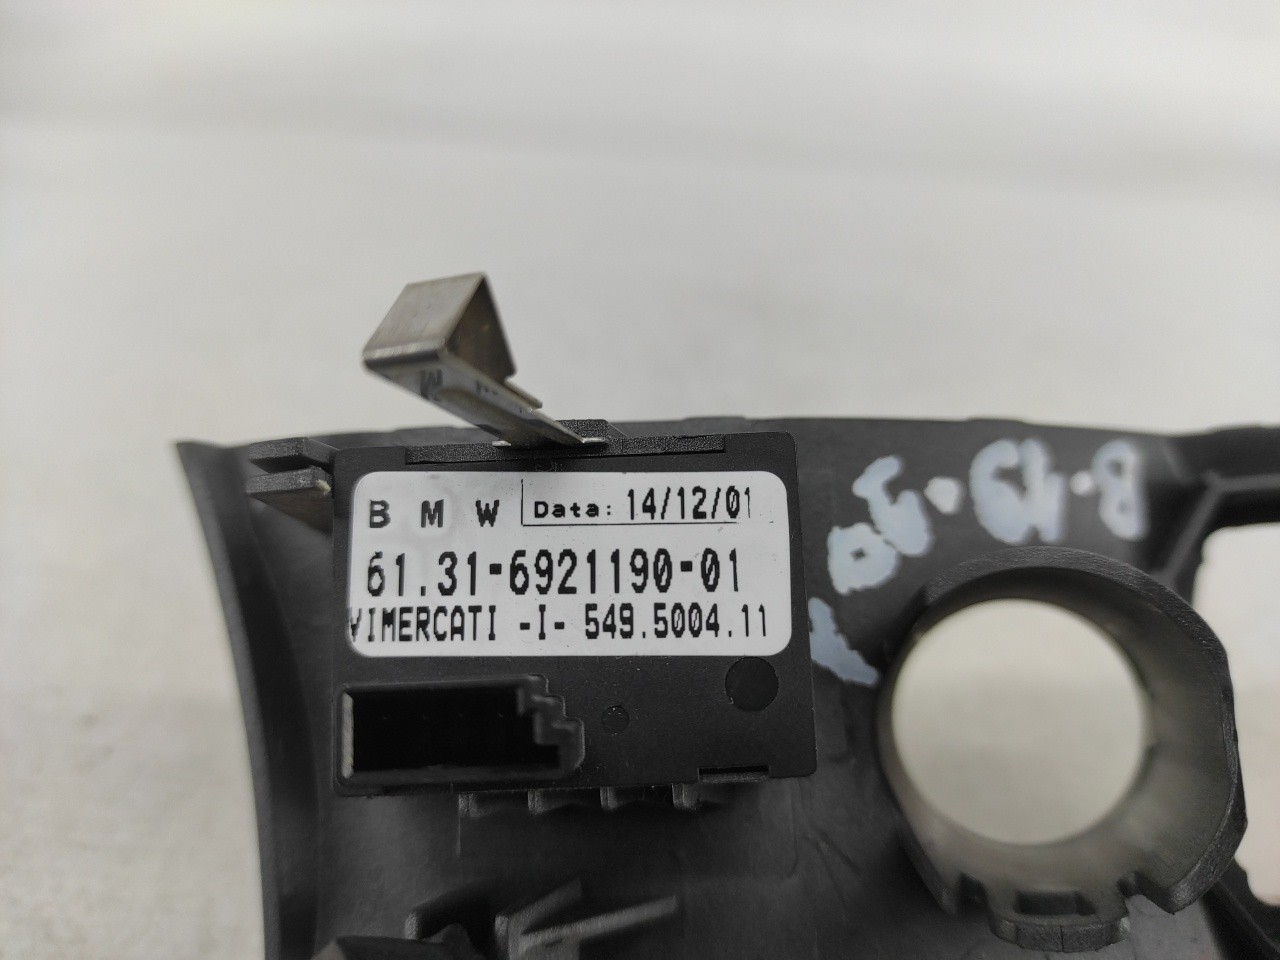 B M W Data: 14/12/01
61.31-6921190-01
VIMERCATI -I- 549.5004.11